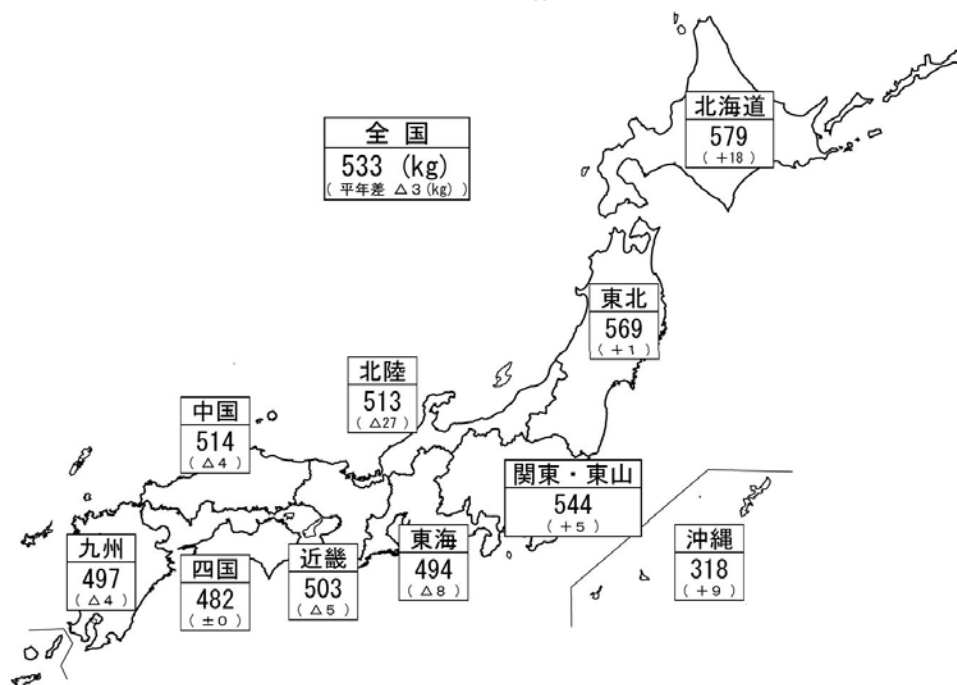 全 国
533 (kg)
( 平年差 △3(kg) )
北海道
579
( +18 )
東北
569
( +1 )
北陸
513
( △27 )
中国
514
( △4 )
関東・東山
544
( +5 )
九州
497
( △4 )
四国
482
( ±0 )
近畿
503
( △5 )
東海
494
( △8 )
沖縄
318
( +9 )